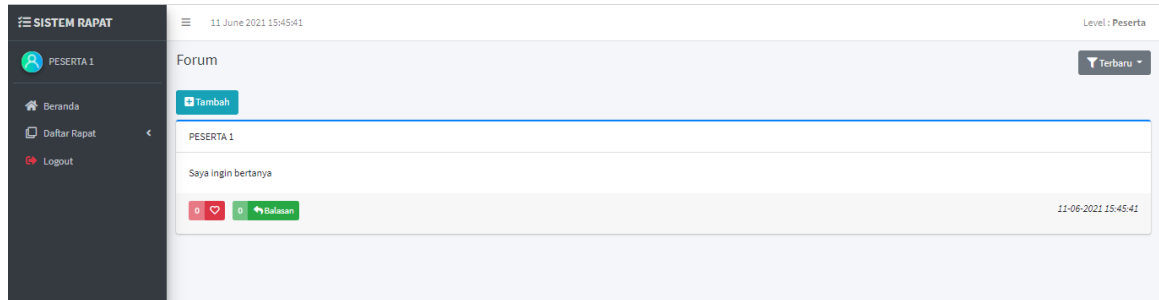 SISTEM RAPAT
11 June 2021 15:45:41
Level : Peserta
PESERTA 1
Beranda
Daftar Rapat
Logout
Forum
Terbaru
Tambah
PESERTA 1
Saya ingin bertanya
0
0 Balasan
11-06-2021 15:45:41